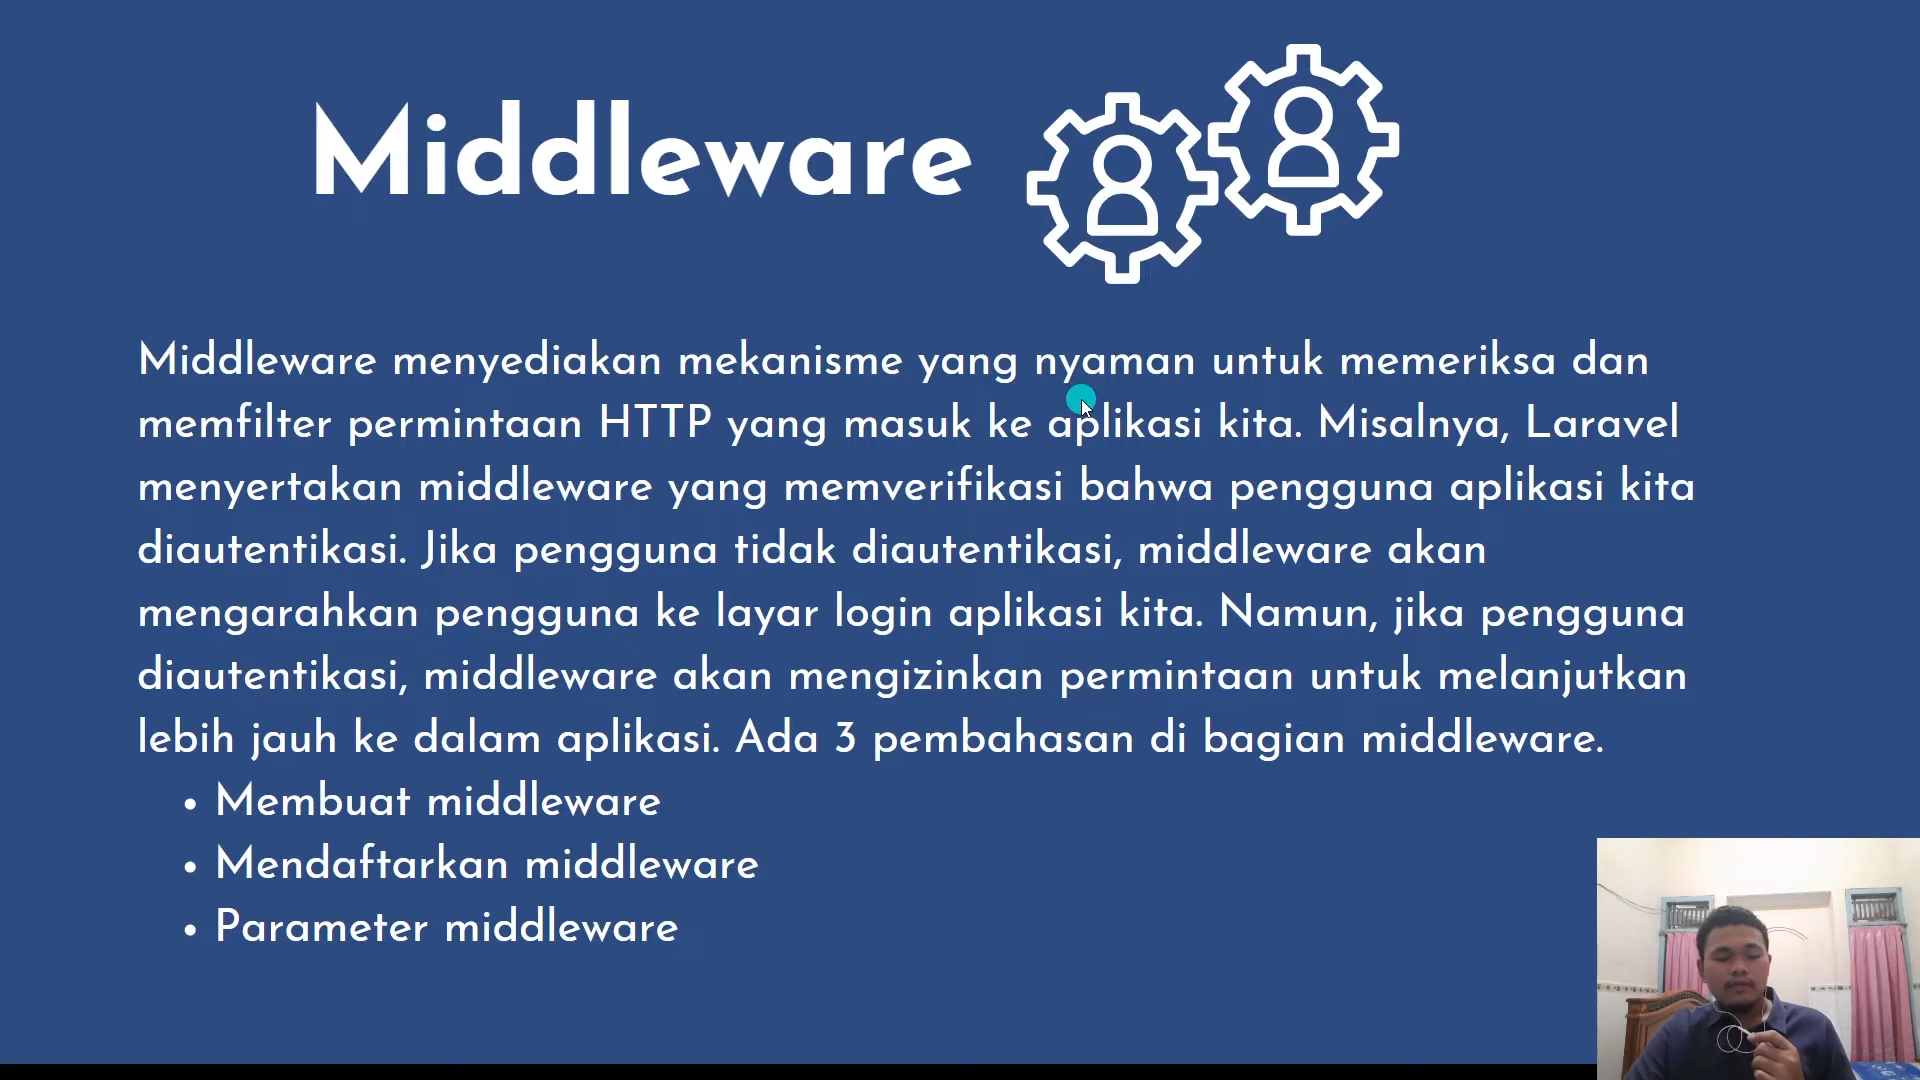 Middleware
Middleware menyediakan mekanisme yang nyaman untuk memeriksa dan
memfilter permintaan HTTP yang masuk ke aplikasi kita. Misalnya, Laravel
menyertakan middleware yang memverifikasi bahwa pengguna aplikasi kita
diautentikasi. Jika pengguna tidak diautentikasi, middleware akan
mengarahkan pengguna ke layar login aplikasi kita. Namun, jika pengguna
diautentikasi, middleware akan mengizinkan permintaan untuk melanjutkan
lebih jauh ke dalam aplikasi. Ada 3 pembahasan di bagian middleware.
• Membuat middleware
• Mendaftarkan middleware
• Parameter middleware